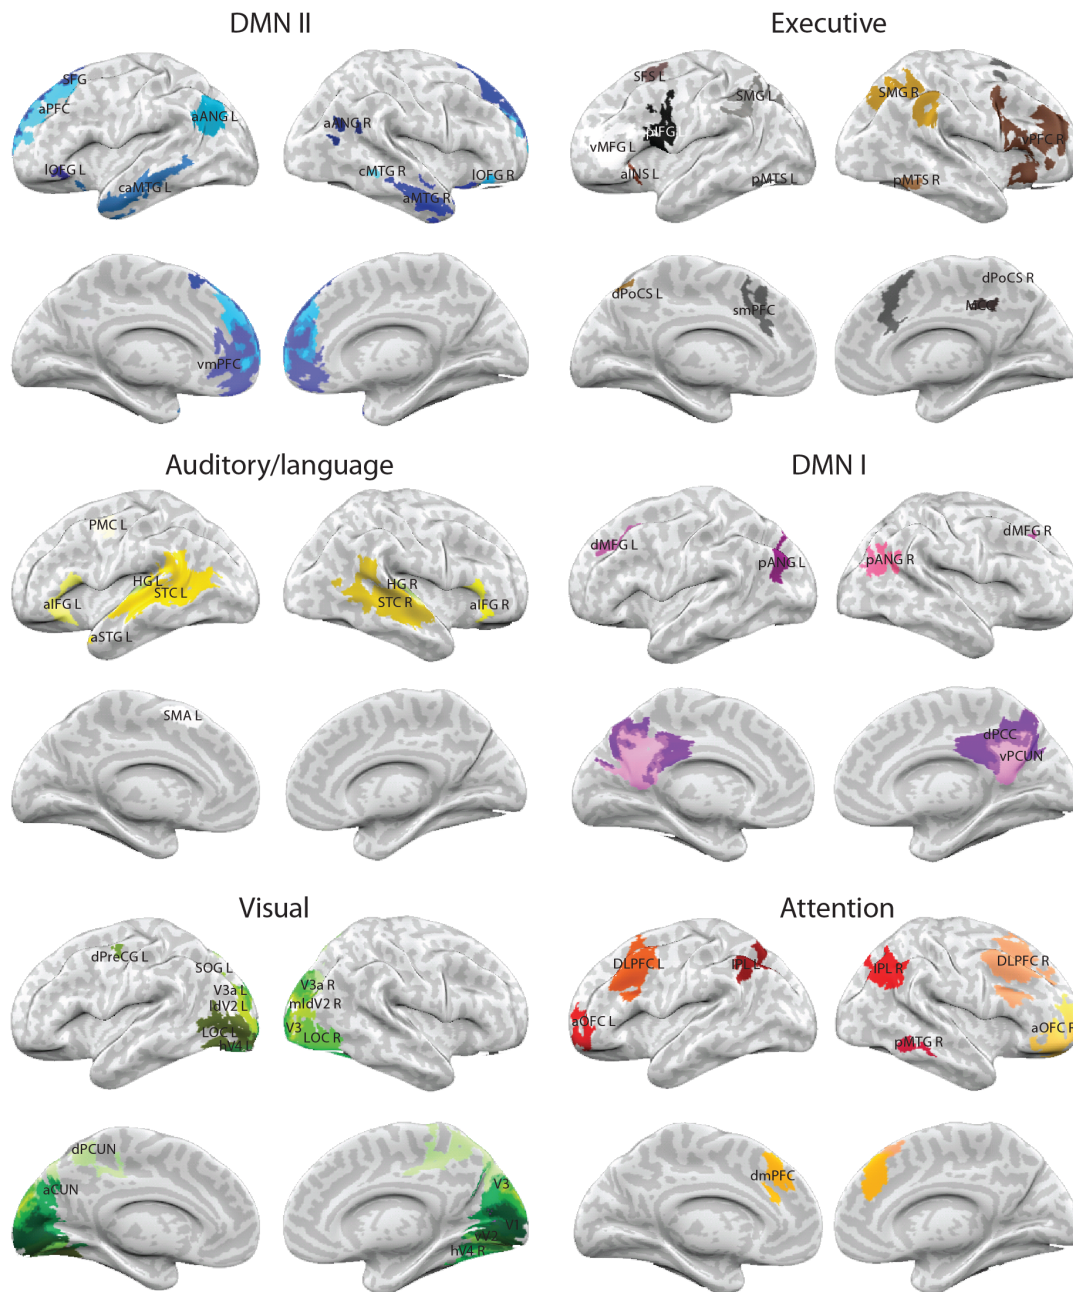 DMN II
SFG
aPFC
aANG L
lOFG L
caMTG L
aANG R
cMTG R
lOFG R
aMTG R
vmPFC
Executive
SFS L
SMG L
pIFG L
vMFG L
aINS L
pMTS L
SMG R
PFC R
pMTS R
dPoCS L
smPFC
dPoCS R
MCC
Auditory/language
PMC L
HG L
STC L
aIFG L
aSTG L
HG R
STC R
aIFG R
SMA L
DMN I
dMFG L
pANG L
dMFG R
pANG R
dPCC
vPCUN
Visual
dPreCG L
SOG L
V3a L
ldV2 L
LOC L
hV4 L
V3a R
mldV2 R
V3
LOC R
dPCUN
aCUN
V3
V1
vV2
hV4 R
Attention
DLPFC L
IPL L
aOFC L
IPL R
DLPFC R
aOFC R
pMTG R
dmPFC